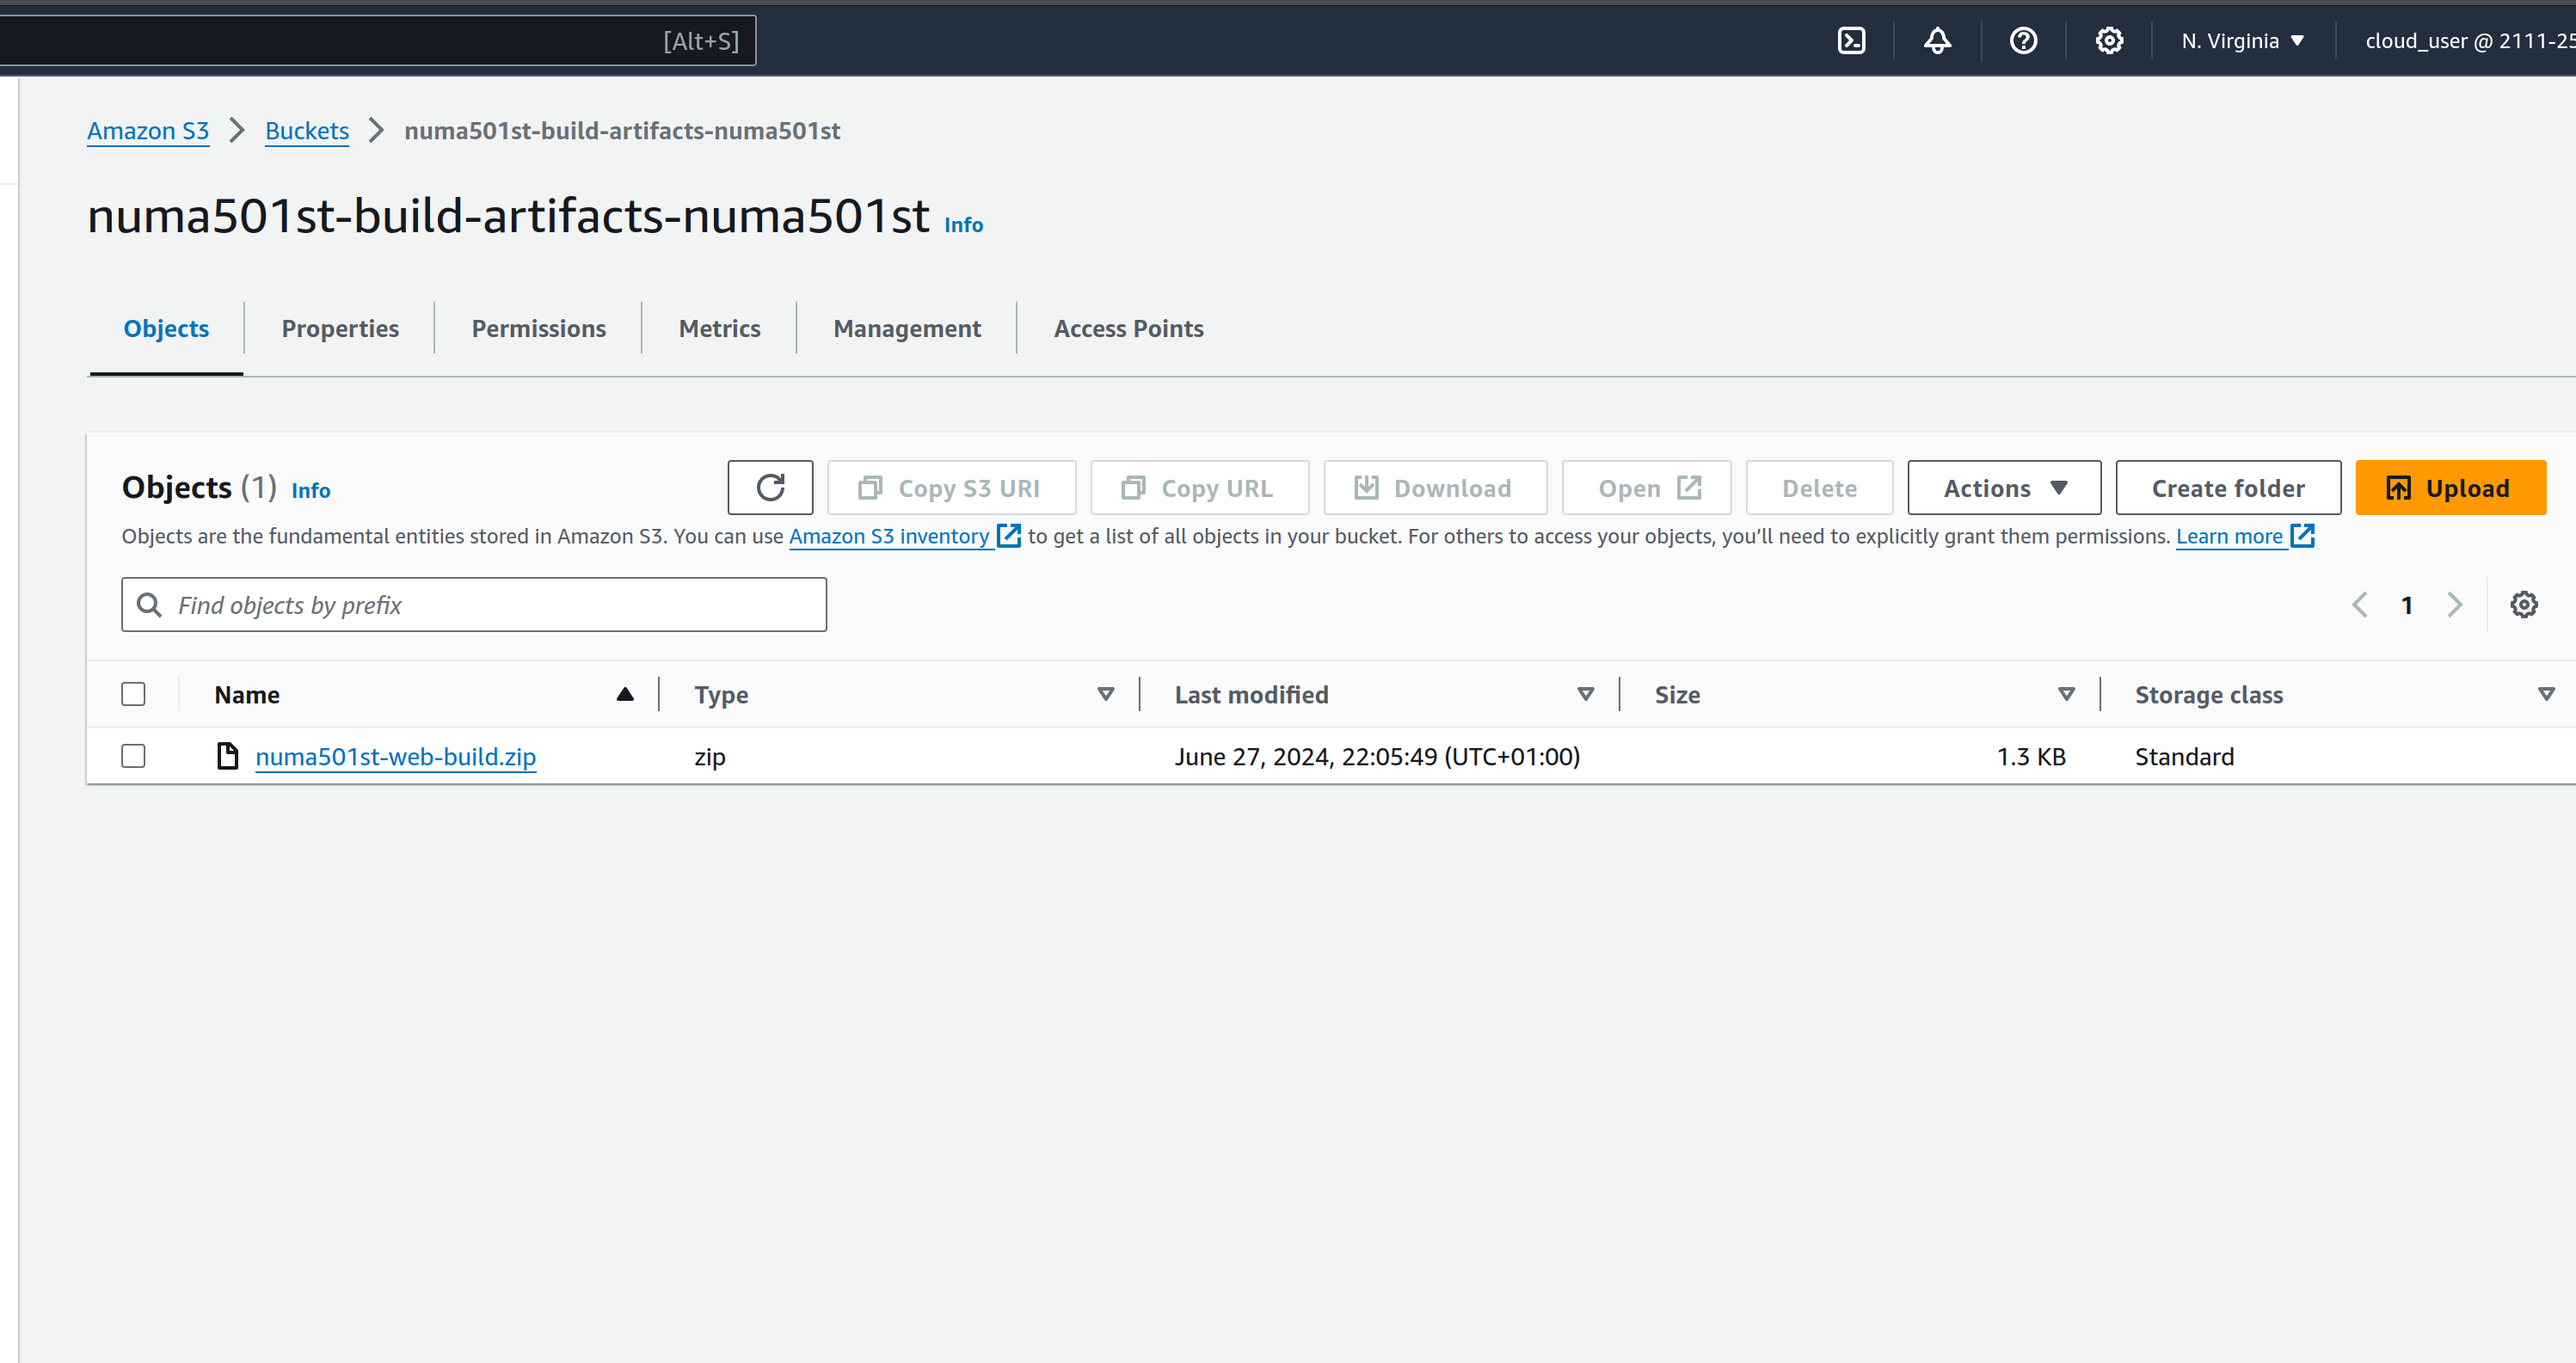 [Alt+S]
N. Virginia
cloud_user @ 2111-25
Amazon S3
Buckets
numa501st-build-artifacts-numa501st
numa501st-build-artifacts-numa501st Info
Objects
Properties
Permissions
Metrics
Management
Access Points
Objects (1) Info
Copy S3 URI
Copy URL
Download
Open
Delete
Actions
Create folder
Upload
Objects are the fundamental entities stored in Amazon S3. You can use Amazon S3 inventory to get a list of all objects in your bucket. For others to access your objects, you’ll need to explicitly grant them permissions. Learn more
Find objects by prefix
1
Name Type Last modified Size Storage class
numa501st-web-build.zip zip June 27, 2024, 22:05:49 (UTC+01:00) 1.3 KB Standard